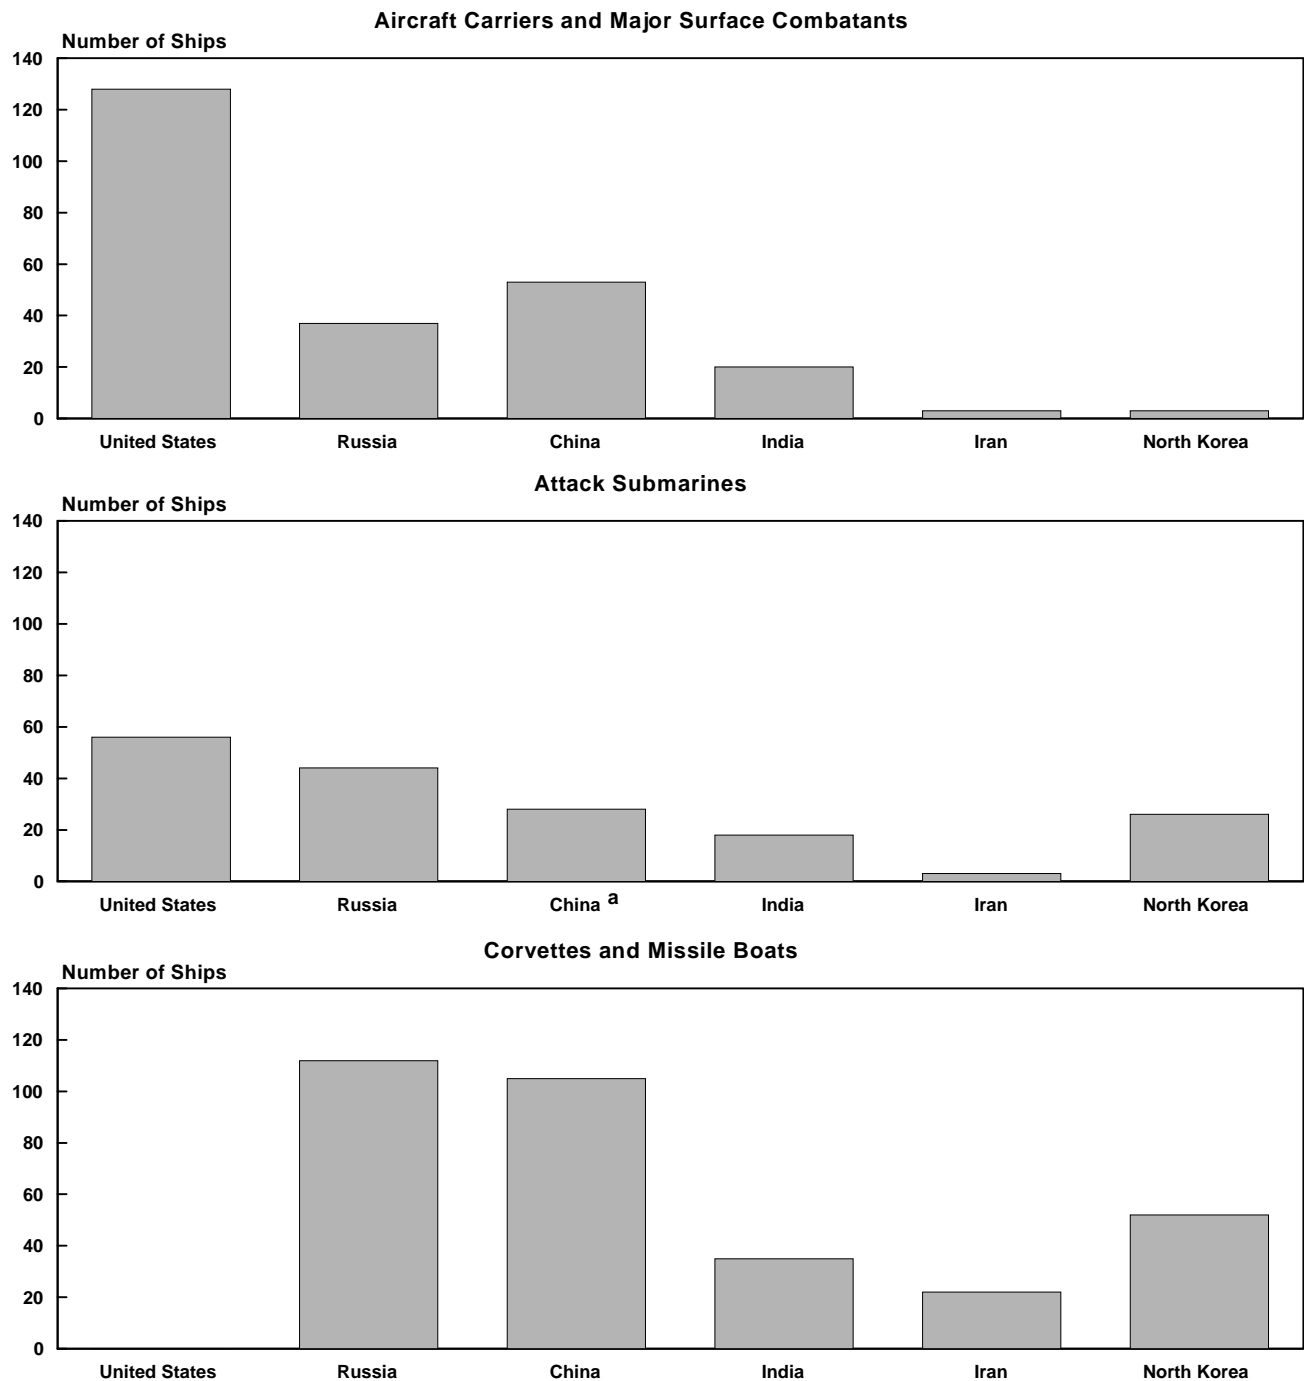 Aircraft Carriers and Major Surface Combatants
Number of Ships
140
120
100
80
60
40
20
0
United States Russia China India Iran North Korea
Attack Submarines
Number of Ships
140
120
100
80
60
40
20
0
United States Russia China a India Iran North Korea
Corvettes and Missile Boats
Number of Ships
140
120
100
80
60
40
20
0
United States Russia China India Iran North Korea